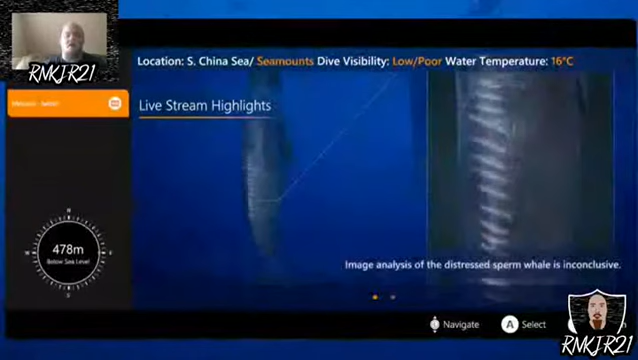 RNKJR21
Location: S. China Sea/ Seamounts Dive Visibility: Low/Poor Water Temperature: 16°C
Live Stream Highlights
N
478m
Below Sea Level
S
Image analysis of the distressed sperm whale is inconclusive.
Navigate
A Select
RNKJR21